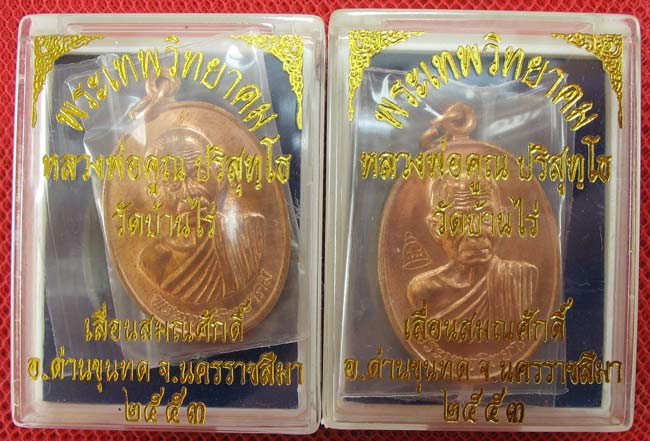 พระเทพวิทยาคม
หลวงพ่อคูณ ปริสุทฺโธ
วัดบ้านไร่
เลื่อนสมณศักดิ์
อ.ด่านขุนทด จ.นครราชสีมา
๒๕๕๓
พระเทพวิทยาคม
หลวงพ่อคูณ ปริสุทฺโธ
วัดบ้านไร่
เลื่อนสมณศักดิ์
อ.ด่านขุนทด จ.นครราชสีมา
๒๕๕๓